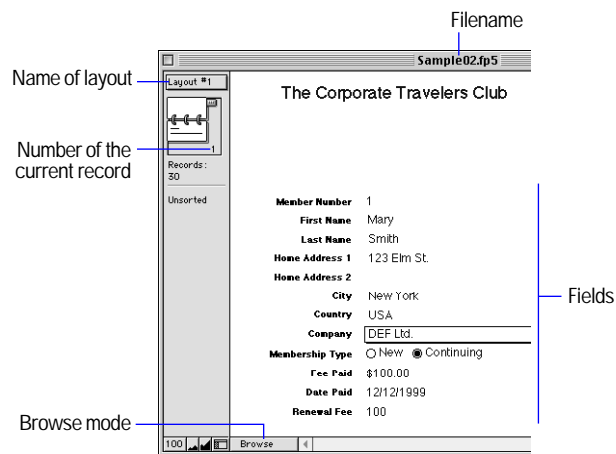 Filename
Sample02.fp5
Name of layout
Layout #1
The Corporate Travelers Club
Number of the
current record
1
Records:
30
Unsorted
Member Number 1
First Name Mary
Last Name Smith
Home Address 1 123 Elm St.
Home Address 2
City New York
Fields
Country USA
Company DEF Ltd.
Membership Type New Continuing
Fee Paid $100.00
Date Paid 12/12/1999
Renewal Fee 100
Browse mode
100 Browse